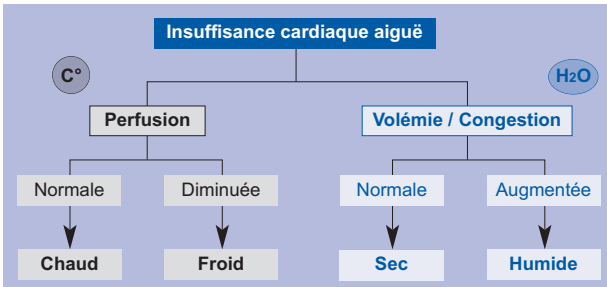 Insuffisance cardiaque aiguë
C°
H2O
Perfusion
Volémie / Congestion
Normale
Diminuée
Normale
Augmentée
Chaud
Froid
Sec
Humide